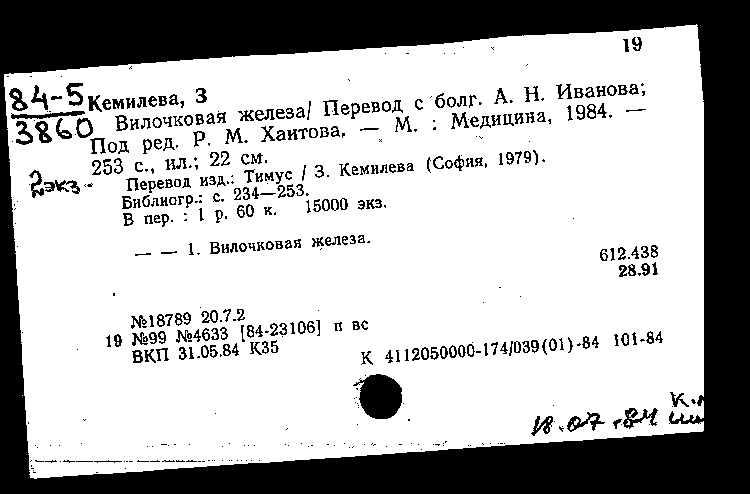 19
84-5
3860
2 экз-
Кемилева, З
Вилочковая железа/ Перевод с болг. А. Н. Иванова;
Под ред. Р. М. Хаитова. — М. : Медицина, 1984. —
253 с., ил.; 22 см.
Перевод изд.: Тимус / З. Кемилева (София, 1979).
Библиогр.: с. 234—253.
В пер. : 1 р. 60 к. 15000 экз.
— — 1. Вилочковая железа.
612.438
28.91
№18789 20.7.2
19 №99 №4633 [84-23106] п вс
ВКП 31.05.84 К35
К 4112050000-174/039(01)-84 101-84
18.07.84